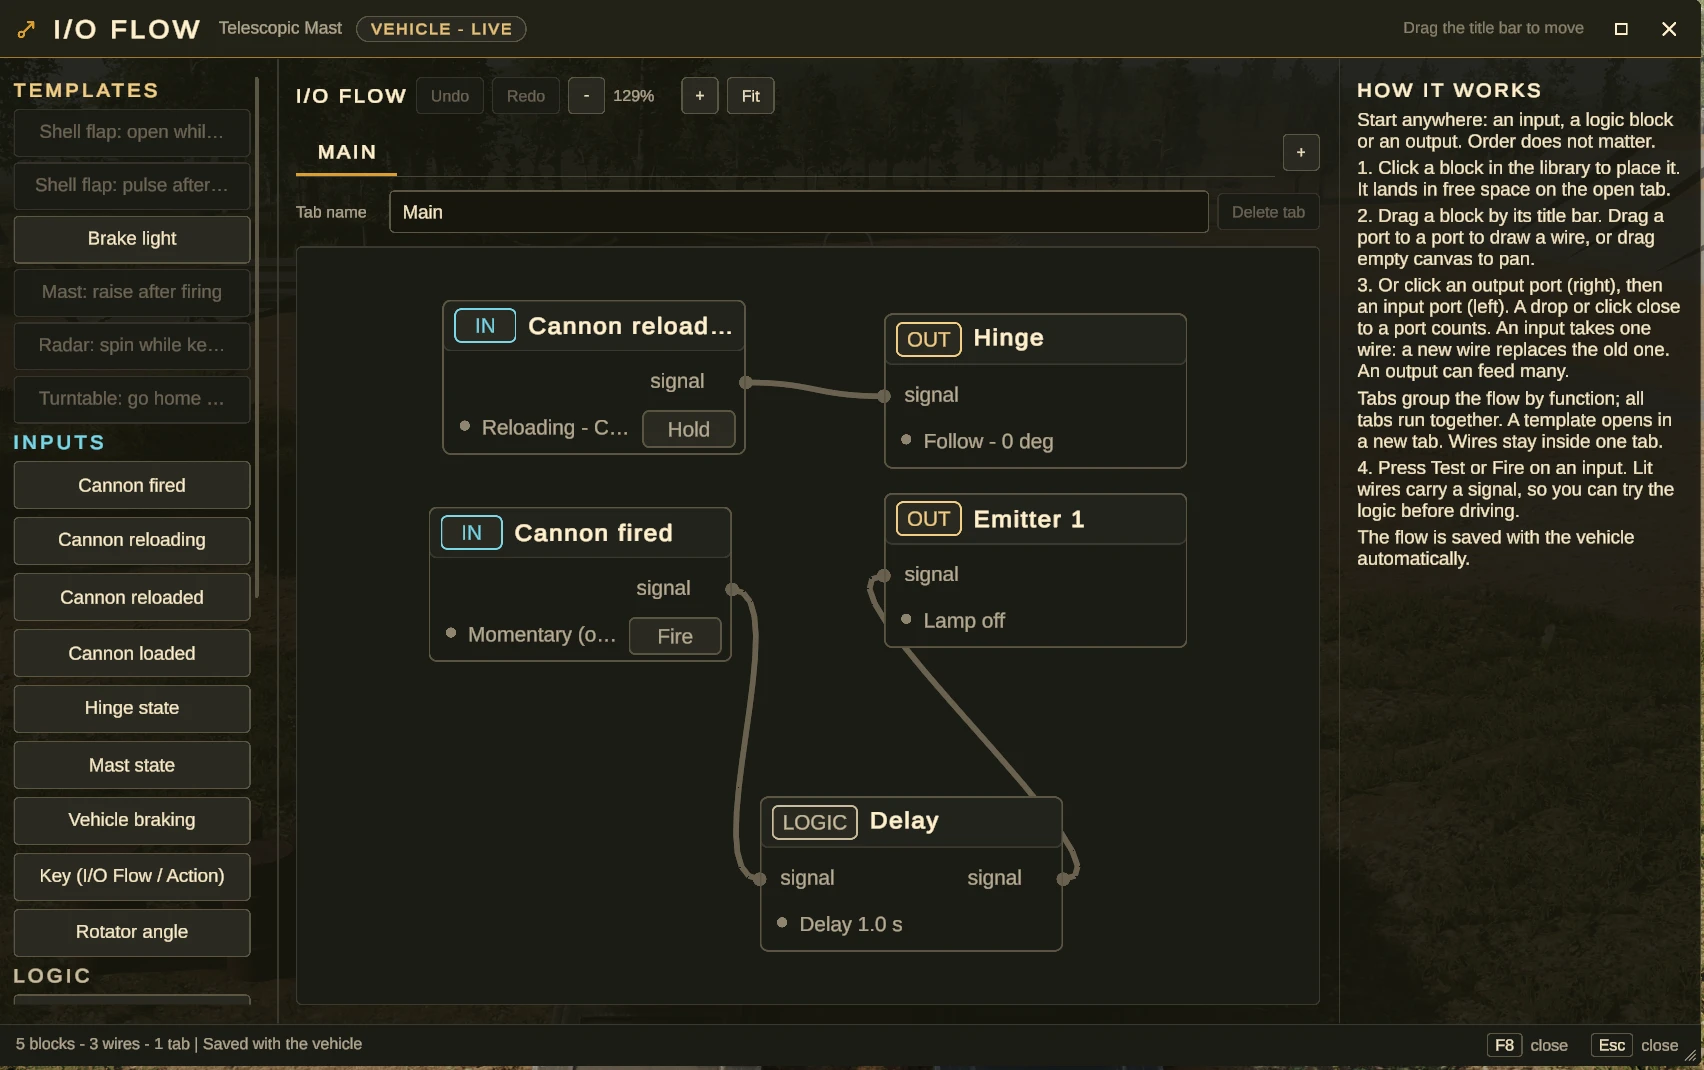 I/O FLOW
Telescopic Mast
VEHICLE - LIVE
Drag the title bar to move
TEMPLATES
Shell flap: open whil...
Shell flap: pulse after...
Brake light
Mast: raise after firing
Radar: spin while ke...
Turntable: go home ...
INPUTS
Cannon fired
Cannon reloading
Cannon reloaded
Cannon loaded
Hinge state
Mast state
Vehicle braking
Key (I/O Flow / Action)
Rotator angle
LOGIC
I/O FLOW
Undo
Redo
-
129%
+
Fit
MAIN
+
Tab name
Main
Delete tab
IN
Cannon reload...
signal
Reloading - C...
Hold
OUT
Hinge
signal
Follow - 0 deg
IN
Cannon fired
signal
Momentary (o...
Fire
OUT
Emitter 1
signal
Lamp off
LOGIC
Delay
signal
signal
Delay 1.0 s
HOW IT WORKS
Start anywhere: an input, a logic block
or an output. Order does not matter.
1. Click a block in the library to place it.
It lands in free space on the open tab.
2. Drag a block by its title bar. Drag a
port to a port to draw a wire, or drag
empty canvas to pan.
3. Or click an output port (right), then
an input port (left). A drop or click close
to a port counts. An input takes one
wire: a new wire replaces the old one.
An output can feed many.
Tabs group the flow by function; all
tabs run together. A template opens in
a new tab. Wires stay inside one tab.
4. Press Test or Fire on an input. Lit
wires carry a signal, so you can try the
logic before driving.
The flow is saved with the vehicle
automatically.
5 blocks - 3 wires - 1 tab | Saved with the vehicle
F8
close
Esc
close